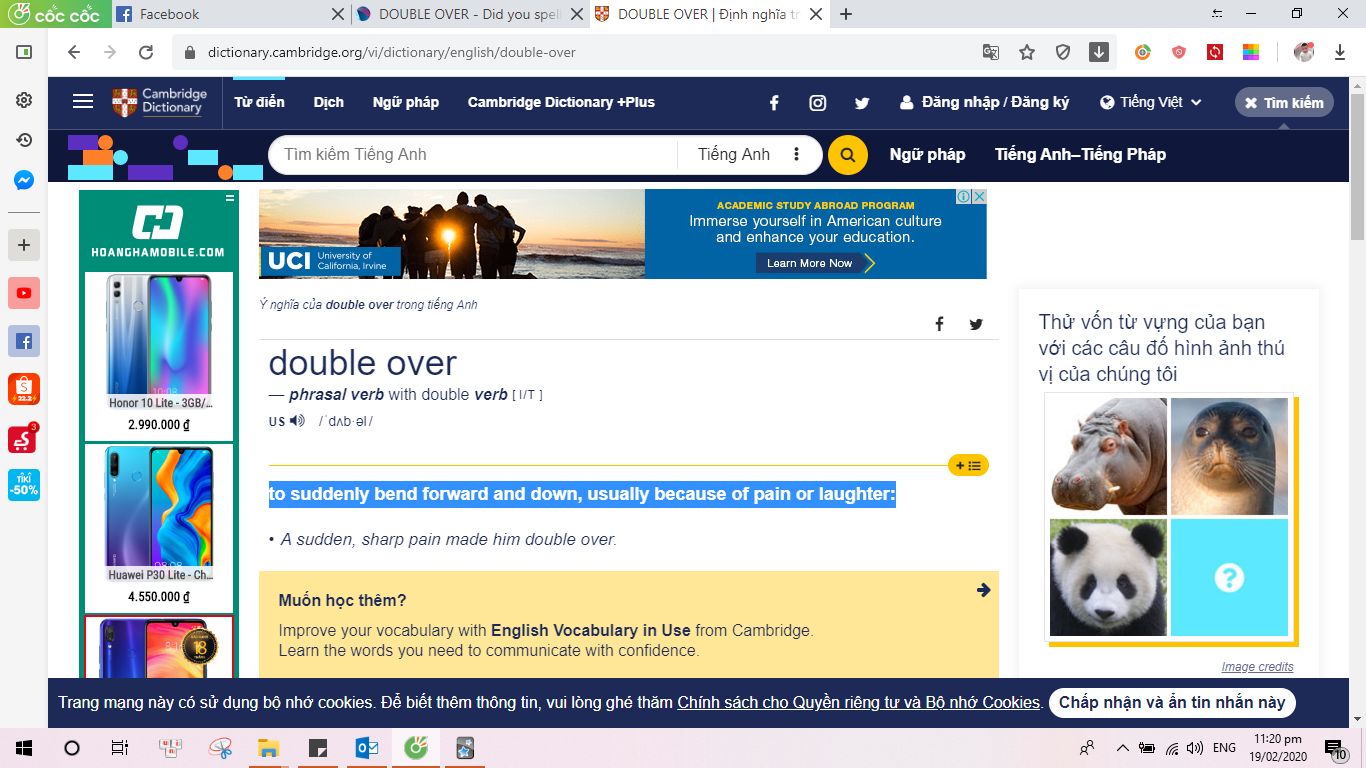 cốc cốc
Facebook
DOUBLE OVER - Did you spell
DOUBLE OVER | Định nghĩa tr
dictionary.cambridge.org/vi/dictionary/english/double-over
Cambridge
Dictionary
Từ điển
Dịch
Ngữ pháp
Cambridge Dictionary +Plus
Đăng nhập / Đăng ký
Tiếng Việt
Tìm kiếm
Tìm kiếm Tiếng Anh
Tiếng Anh
Ngữ pháp
Tiếng Anh–Tiếng Pháp
HOANGHAMOBILE.COM
Honor 10 Lite - 3GB/...
2.990.000 ₫
Huawei P30 Lite - Ch...
4.550.000 ₫
18
UCI University of
California, Irvine
ACADEMIC STUDY ABROAD PROGRAM
Immerse yourself in American culture
and enhance your education.
Learn More Now
Ý nghĩa của double over trong tiếng Anh
double over
— phrasal verb with double verb [ I/T ]
US /ˈdʌb·əl/
to suddenly bend forward and down, usually because of pain or laughter:
• A sudden, sharp pain made him double over.
Muốn học thêm?
Improve your vocabulary with English Vocabulary in Use from Cambridge.
Learn the words you need to communicate with confidence.
Thử vốn từ vựng của bạn
với các câu đố hình ảnh thú
vị của chúng tôi
?
Image credits
22.2
3
TIKI
-50%
Trang mạng này có sử dụng bộ nhớ cookies. Để biết thêm thông tin, vui lòng ghé thăm Chính sách cho Quyền riêng tư và Bộ nhớ Cookies.
Chấp nhận và ẩn tin nhắn này
ENG
11:20 pm
19/02/2020
10